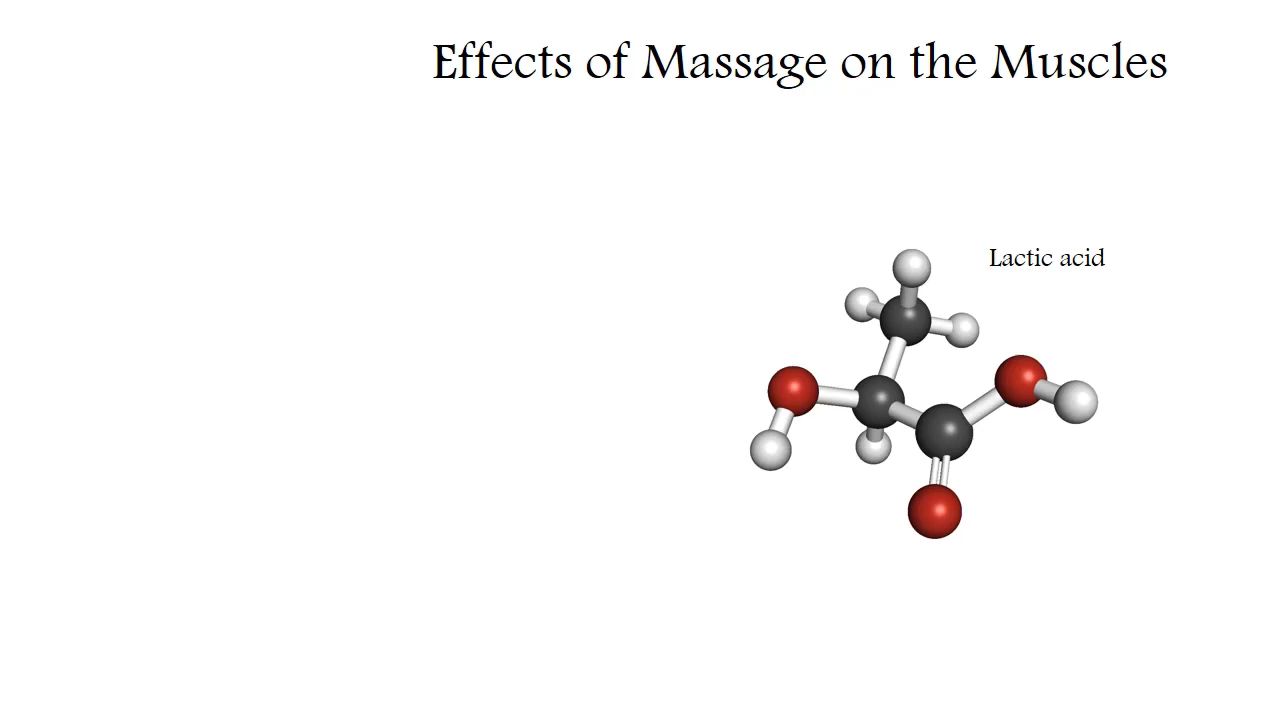 Effects of Massage on the Muscles
Lactic acid